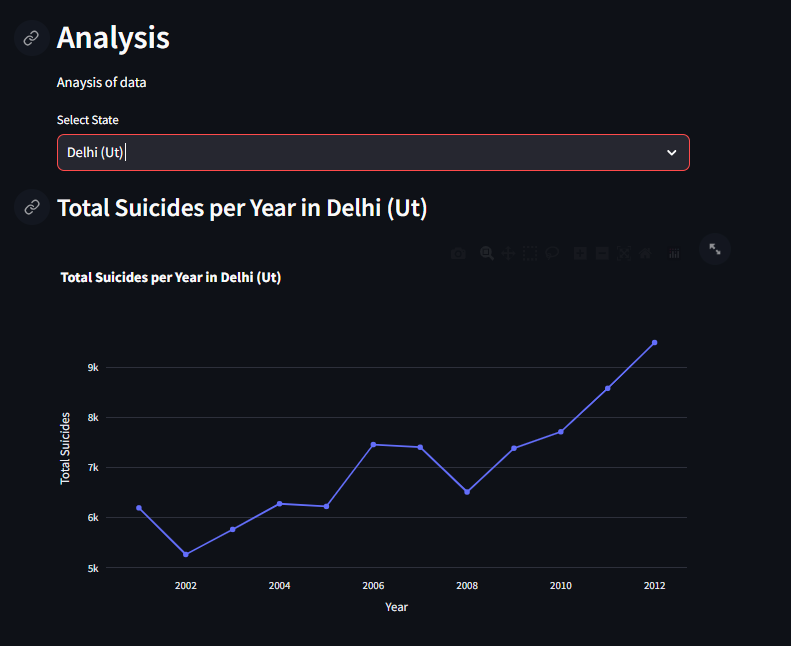 Analysis
Anaysis of data
Select State
Delhi (Ut)
Total Suicides per Year in Delhi (Ut)
Total Suicides per Year in Delhi (Ut)
9k
8k
7k
6k
5k
Total Suicides
2002 2004 2006 2008 2010 2012
Year